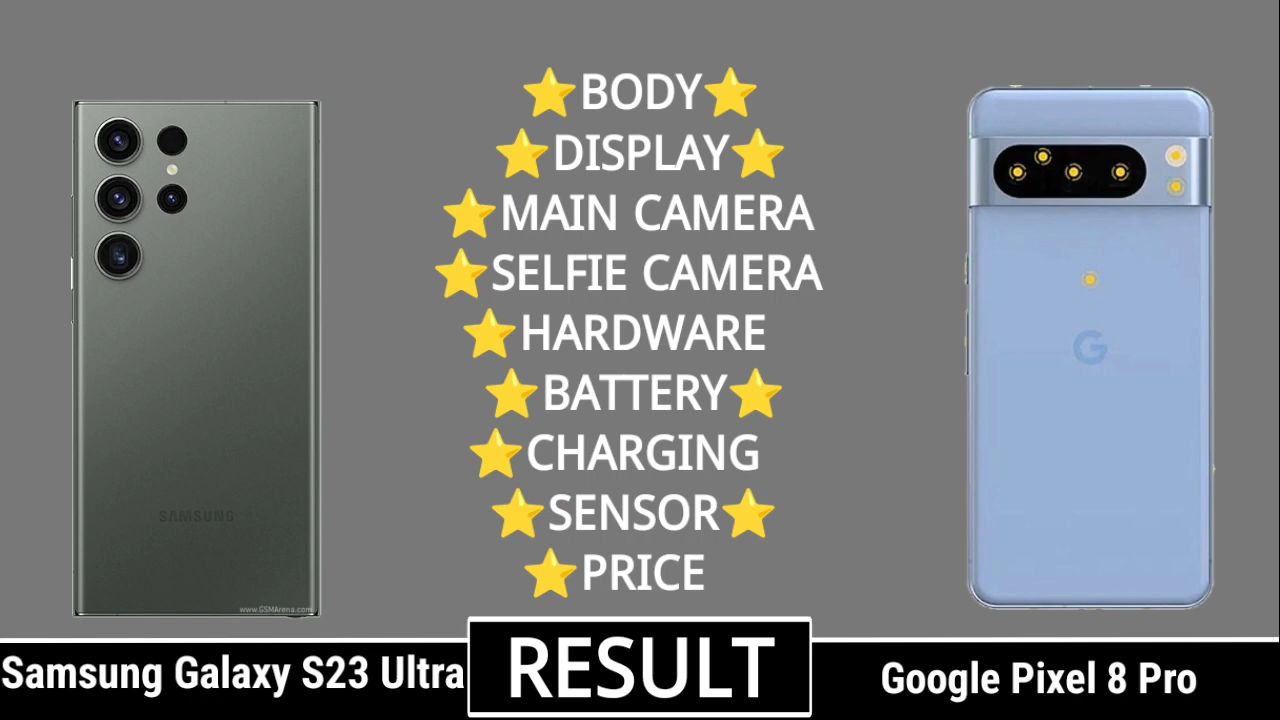 ⭐BODY⭐
⭐DISPLAY⭐
⭐MAIN CAMERA
⭐SELFIE CAMERA
⭐HARDWARE
⭐BATTERY⭐
⭐CHARGING
⭐SENSOR⭐
⭐PRICE
SAMSUNG
www.GSMArena.com
G
Samsung Galaxy S23 Ultra
RESULT
Google Pixel 8 Pro